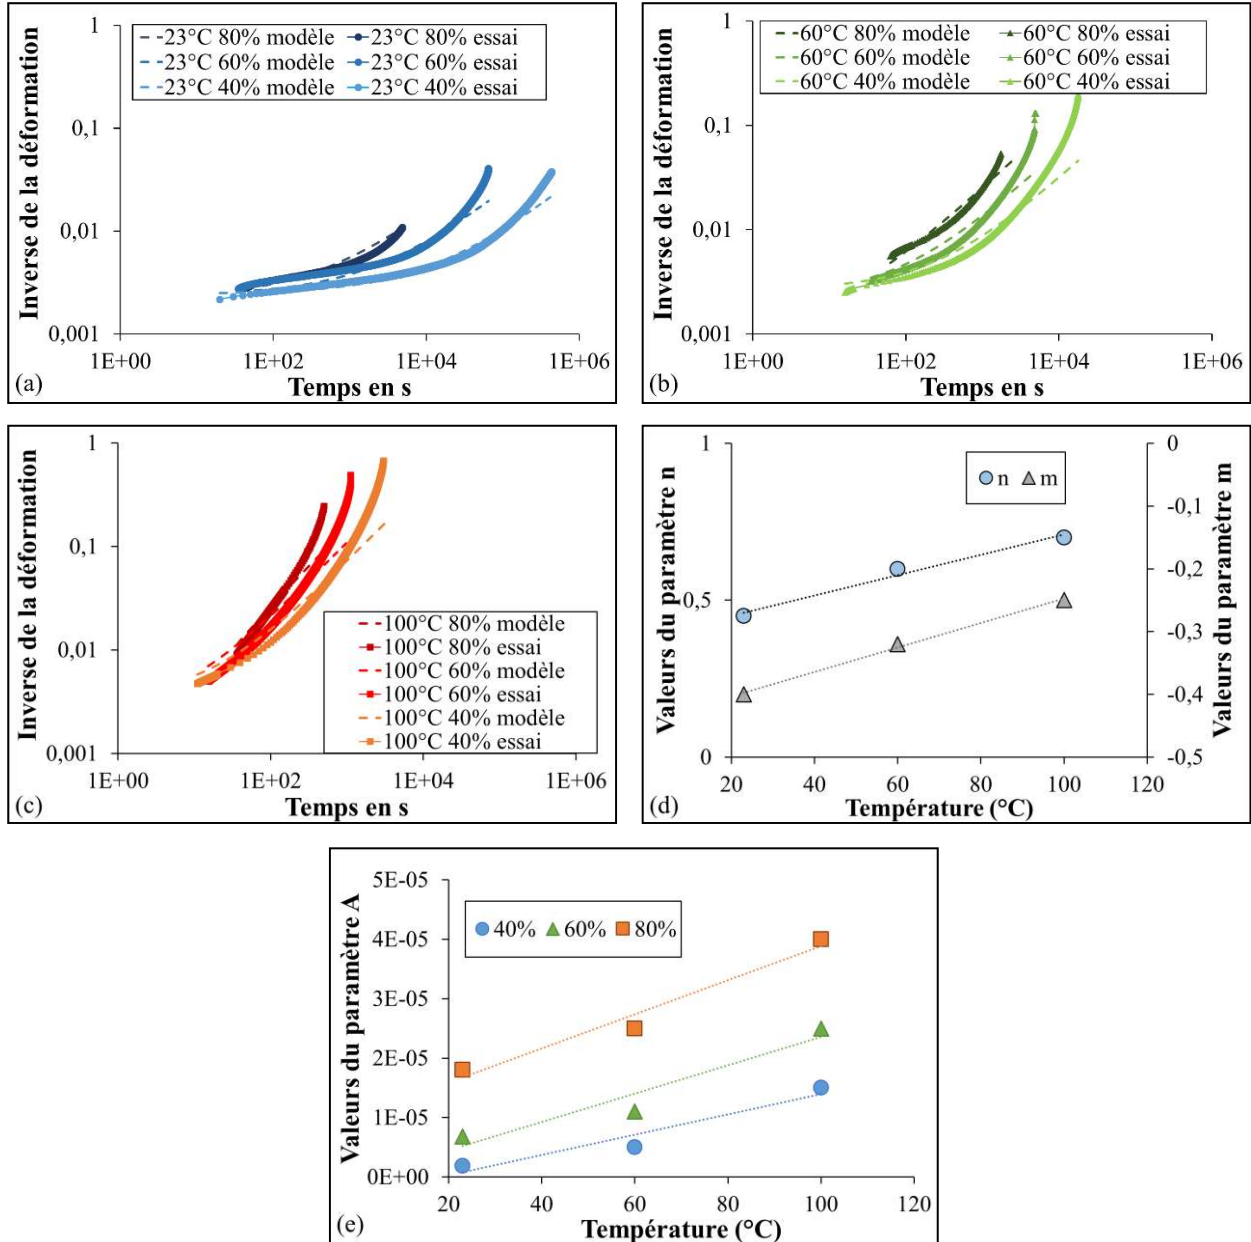 1
0,1
0,01
0,001
Inverse de la déformation
23°C 80% modèle 23°C 80% essai
23°C 60% modèle 23°C 60% essai
23°C 40% modèle 23°C 40% essai
1E+00 1E+02 1E+04 1E+06
(a) Temps en s
1
0,1
0,01
0,001
Inverse de la déformation
60°C 80% modèle 60°C 80% essai
60°C 60% modèle 60°C 60% essai
60°C 40% modèle 60°C 40% essai
1E+00 1E+02 1E+04 1E+06
(b) Temps en s
1
0,1
0,01
0,001
Inverse de la déformation
100°C 80% modèle
100°C 80% essai
100°C 60% modèle
100°C 60% essai
100°C 40% modèle
100°C 40% essai
1E+00 1E+02 1E+04 1E+06
(c) Temps en s
1
0,5
0
Valeurs du paramètre n
n m
0
-0,1
-0,2
-0,3
-0,4
-0,5
Valeurs du paramètre m
20 40 60 80 100 120
(d) Température (°C)
5E-05
4E-05
3E-05
2E-05
1E-05
0E+00
Valeurs du paramètre A
40% 60% 80%
20 40 60 80 100 120
(e) Température (°C)